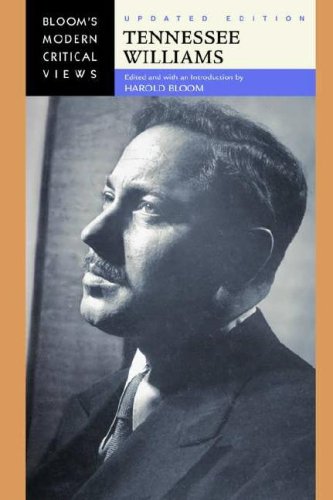 BLOOM'S
MODERN
CRITICAL
VIEWS
UPDATED EDITION
TENNESSEE
WILLIAMS
Edited and with an Introduction by
HAROLD BLOOM